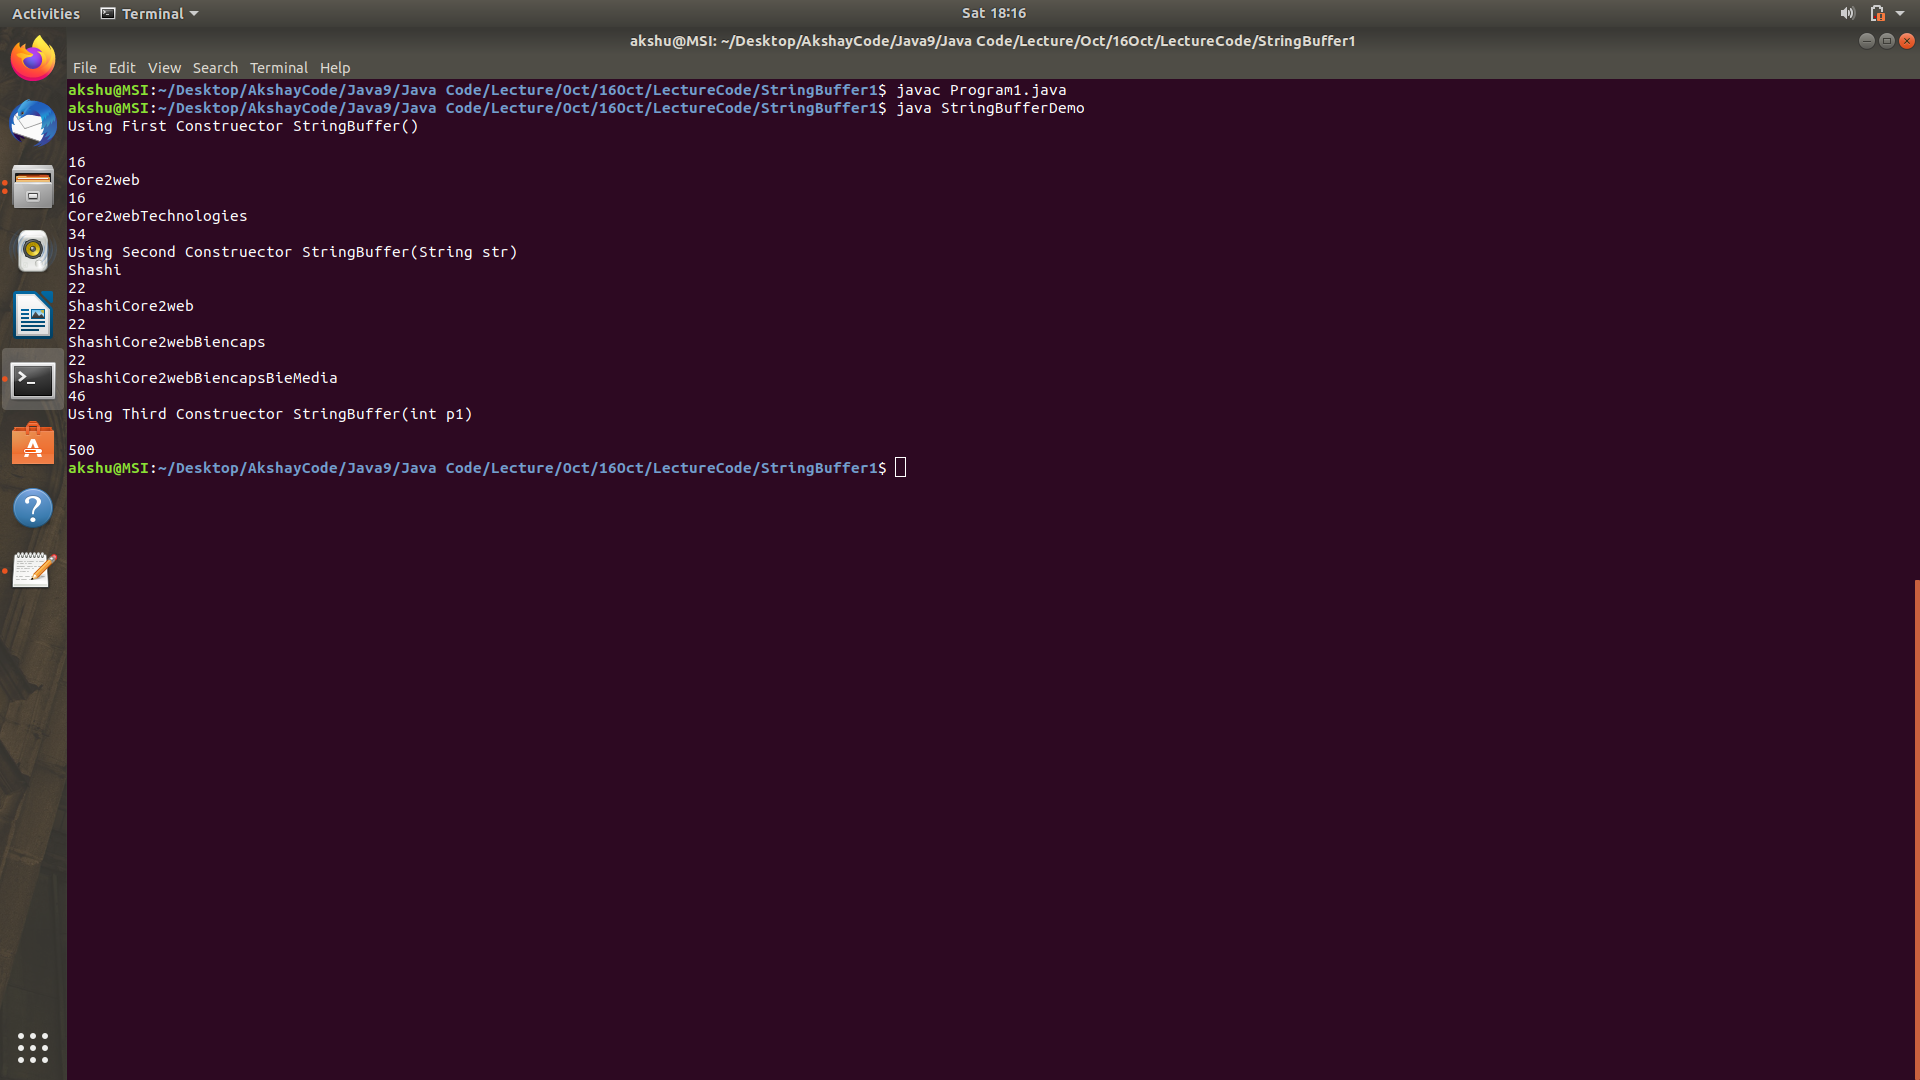 Activities Terminal Sat 18:16
akshu@MSI: ~/Desktop/AkshayCode/Java9/Java Code/Lecture/Oct/16Oct/LectureCode/StringBuffer1
File Edit View Search Terminal Help
akshu@MSI:~/Desktop/AkshayCode/Java9/Java Code/Lecture/Oct/16Oct/LectureCode/StringBuffer1$ javac Program1.java
akshu@MSI:~/Desktop/AkshayCode/Java9/Java Code/Lecture/Oct/16Oct/LectureCode/StringBuffer1$ java StringBufferDemo
Using First Construector StringBuffer()
16
Core2web
16
Core2webTechnologies
34
Using Second Construector StringBuffer(String str)
Shashi
22
ShashiCore2web
22
ShashiCore2webBiencaps
22
ShashiCore2webBiencapsBieMedia
46
Using Third Construector StringBuffer(int p1)
500
akshu@MSI:~/Desktop/AkshayCode/Java9/Java Code/Lecture/Oct/16Oct/LectureCode/StringBuffer1$